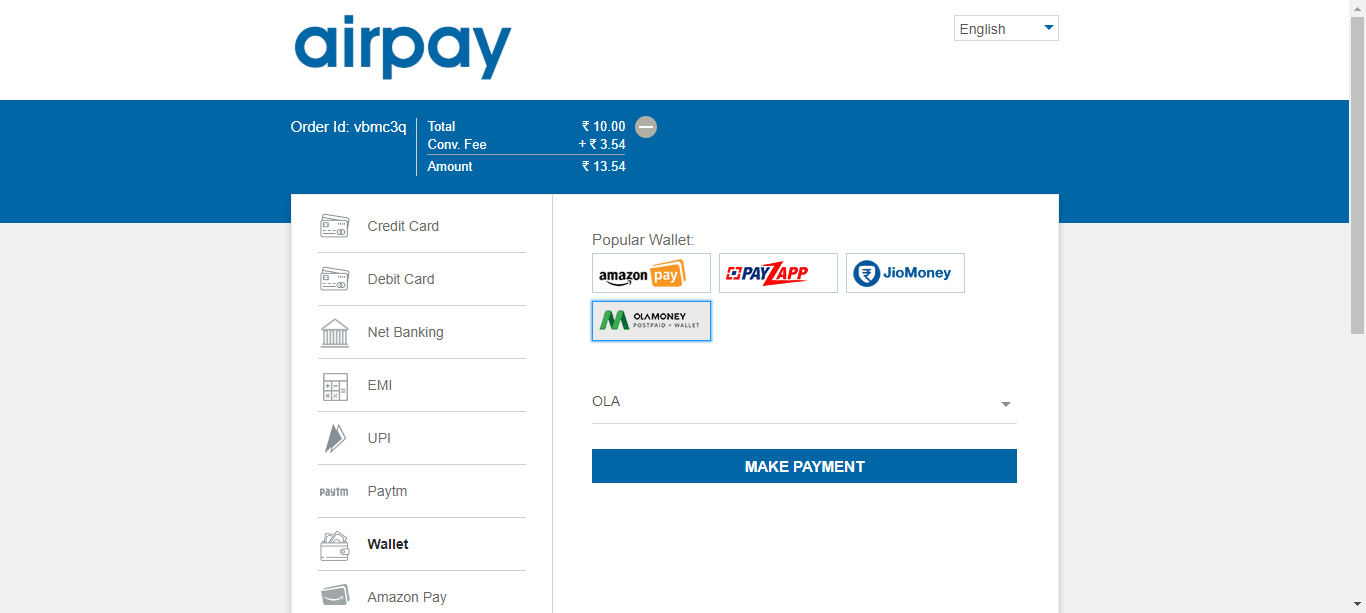 airpay
English
Order Id: vbmc3q
Total ₹ 10.00
Conv. Fee + ₹ 3.54
Amount ₹ 13.54
Credit Card
Debit Card
Net Banking
EMI
UPI
paytm Paytm
Wallet
Amazon Pay
Popular Wallet:
amazon pay PAYZAPP JioMoney
OLAMONEY
POSTPAID + WALLET
OLA
MAKE PAYMENT